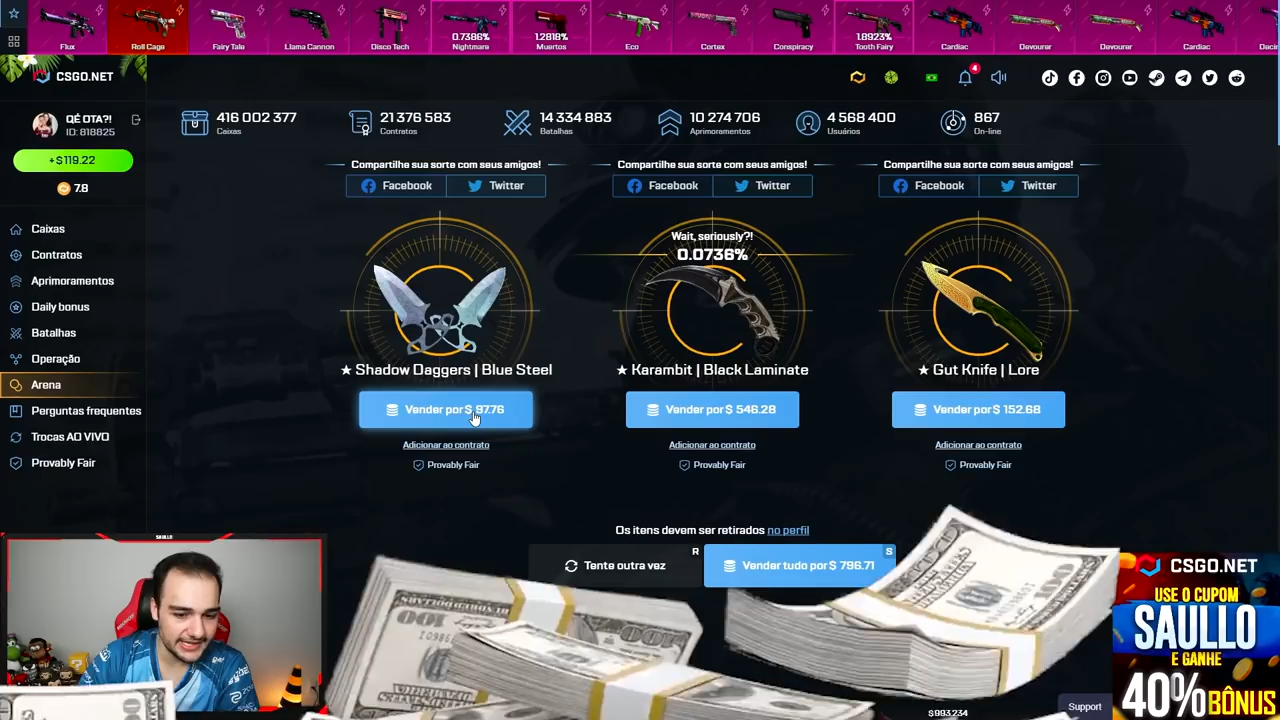 Flux
Roll Cage
Fairy Tale
Llama Cannon
Disco Tech
0.7386%
Nightmare
1.2818%
Muertos
Eco
Cortex
Conspiracy
1.8923%
Tooth Fairy
Cardiac
Devourer
Devourer
Cardiac
CSGO.NET
4
QÉ OTA?!
ID: 818825
+$119.22
7.8
416 002 377
Caixas
21 376 583
Contratos
14 334 883
Batalhas
10 274 706
Aprimoramentos
4 568 400
Usuários
867
On-line
Caixas
Contratos
Aprimoramentos
Daily bonus
Batalhas
Operação
Arena
Perguntas frequentes
Trocas AO VIVO
Provably Fair
Compartilhe sua sorte com seus amigos!
Facebook
Twitter
★ Shadow Daggers | Blue Steel
Vender por $ 97.76
Adicionar ao contrato
Provably Fair
Compartilhe sua sorte com seus amigos!
Facebook
Twitter
Wait, seriously?!
0.0736%
★ Karambit | Black Laminate
Vender por $ 546.28
Adicionar ao contrato
Provably Fair
Compartilhe sua sorte com seus amigos!
Facebook
Twitter
★ Gut Knife | Lore
Vender por $ 152.68
Adicionar ao contrato
Provably Fair
Os itens devem ser retirados no perfil
Tente outra vez
R
Vender tudo por $ 796.71
S
SAULLO
CSGO.NET
USE O CUPOM
SAULLO
E GANHE
40% BÔNUS
Support
$993.234